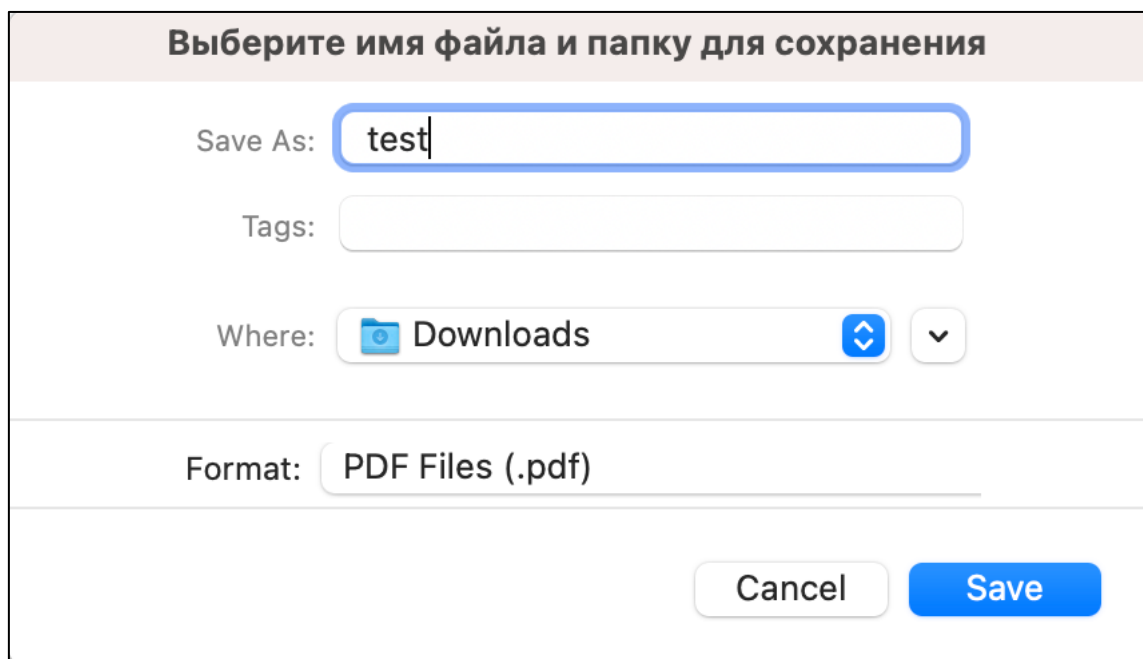 Выберите имя файла и папку для сохранения
Save As: test
Tags:
Where: Downloads
Format: PDF Files (.pdf)
Cancel Save